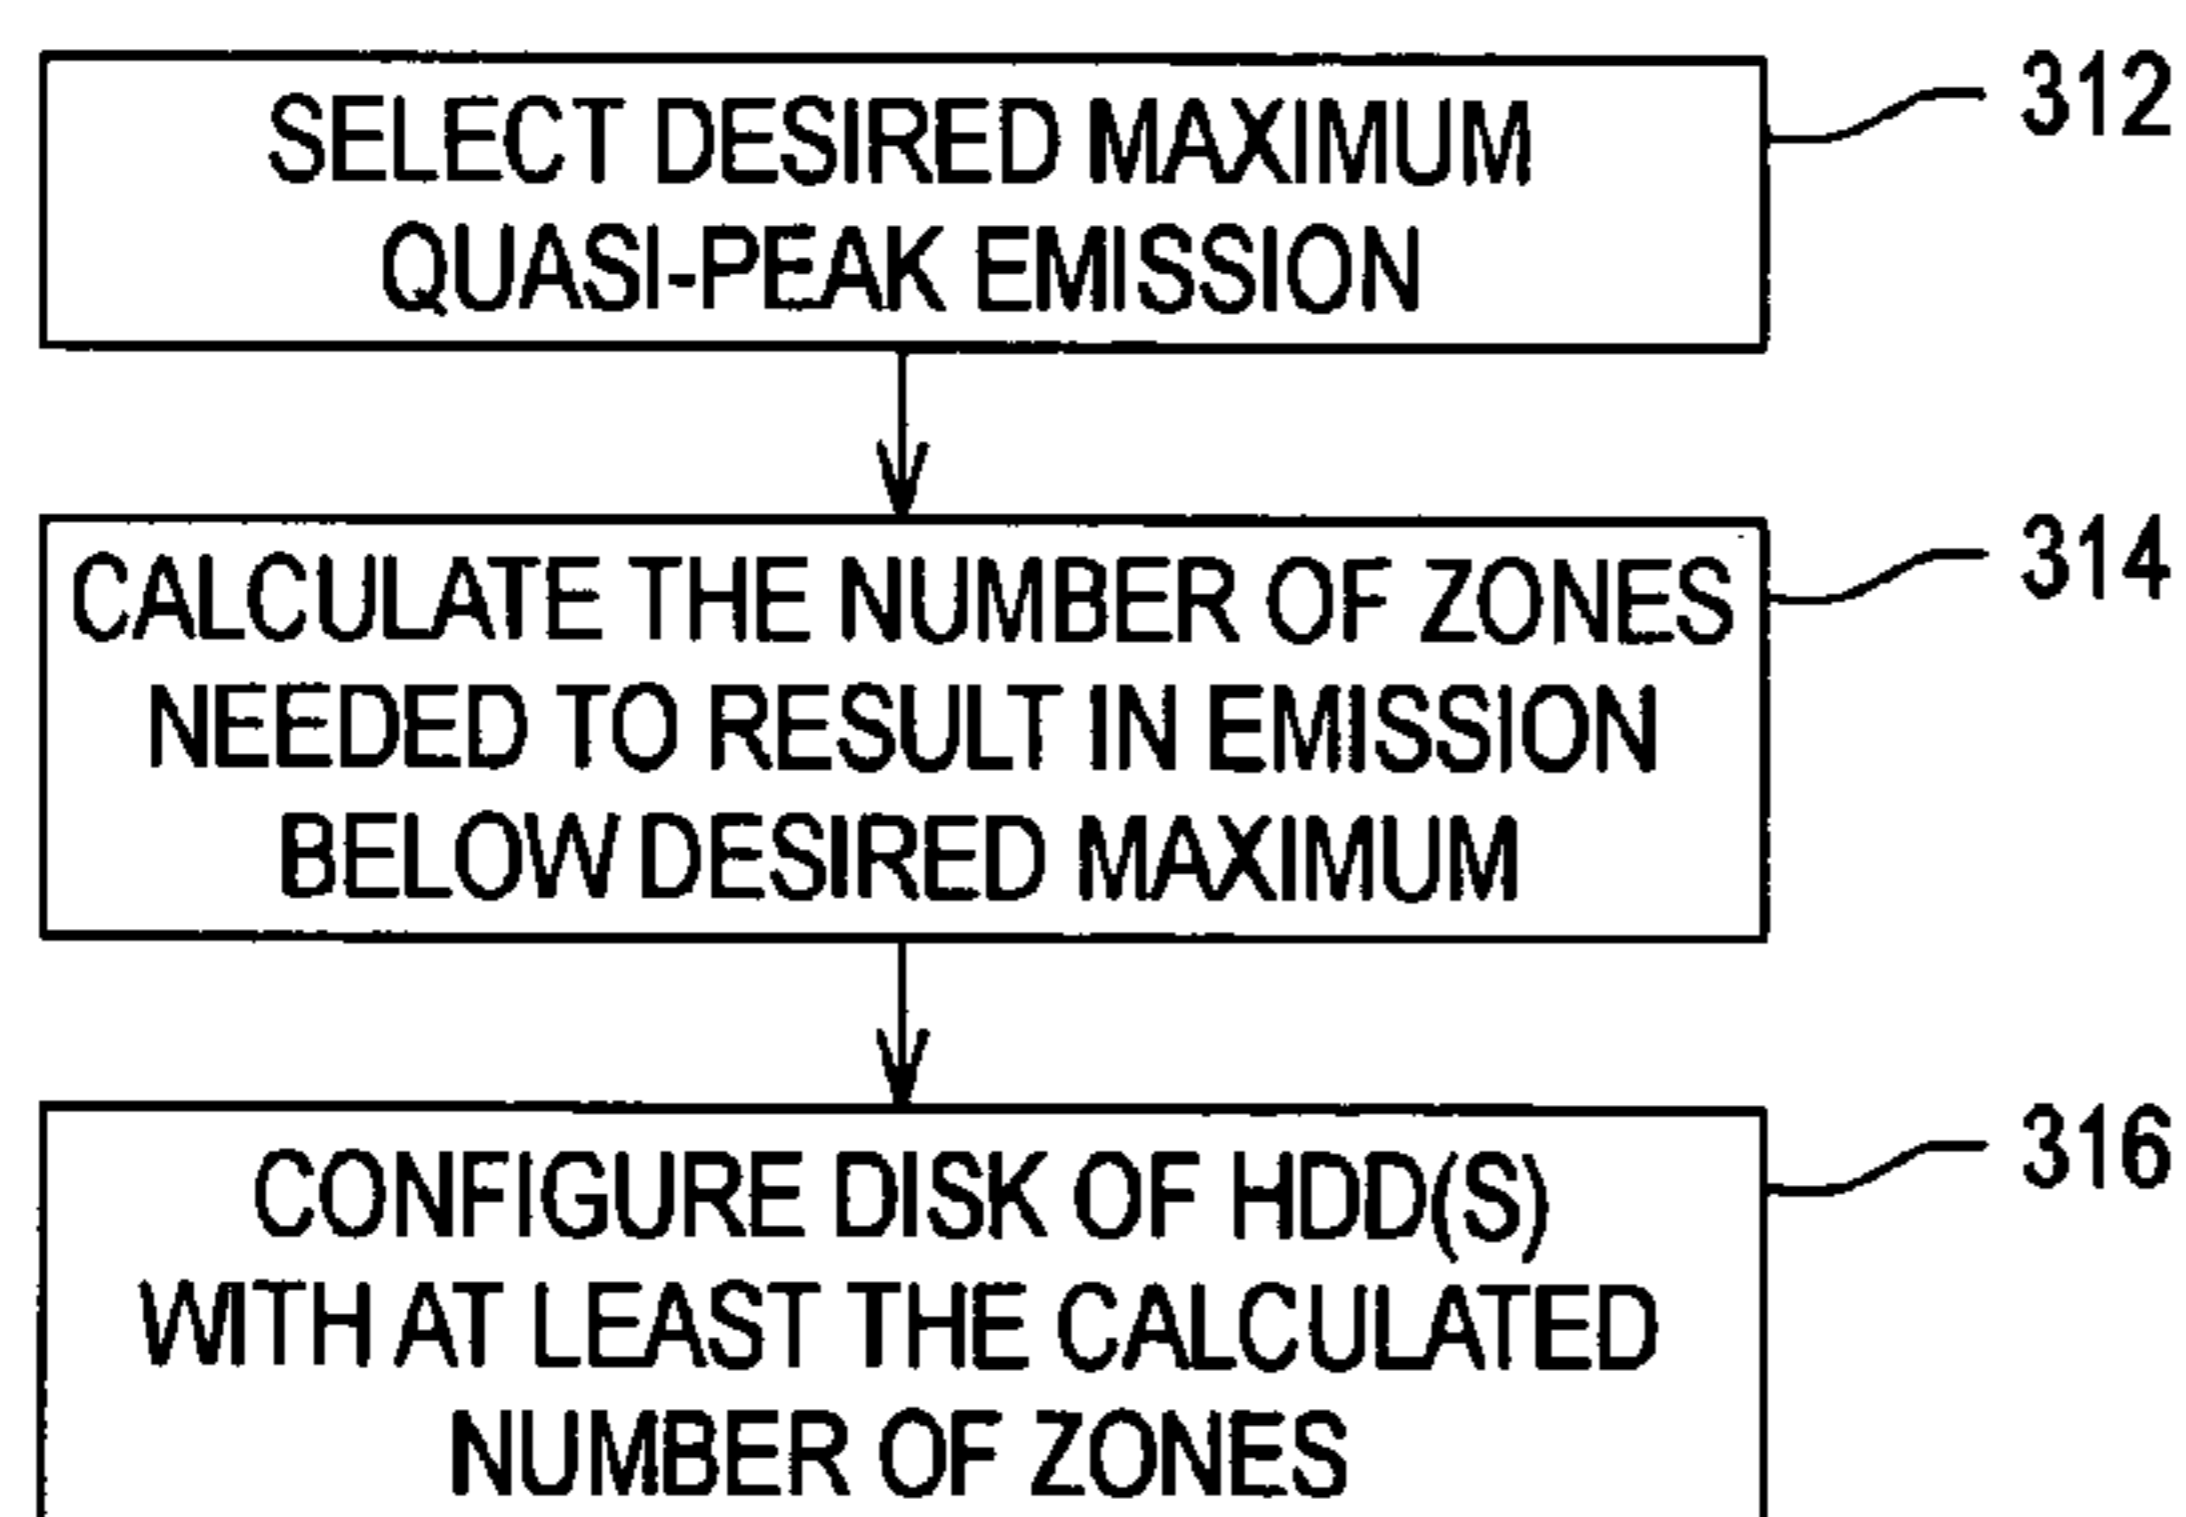 SELECT DESIRED MAXIMUM
QUASI-PEAK EMISSION
312
CALCULATE THE NUMBER OF ZONES
NEEDED TO RESULT IN EMISSION
BELOW DESIRED MAXIMUM
314
CONFIGURE DISK OF HDD(S)
WITH AT LEAST THE CALCULATED
NUMBER OF ZONES
316